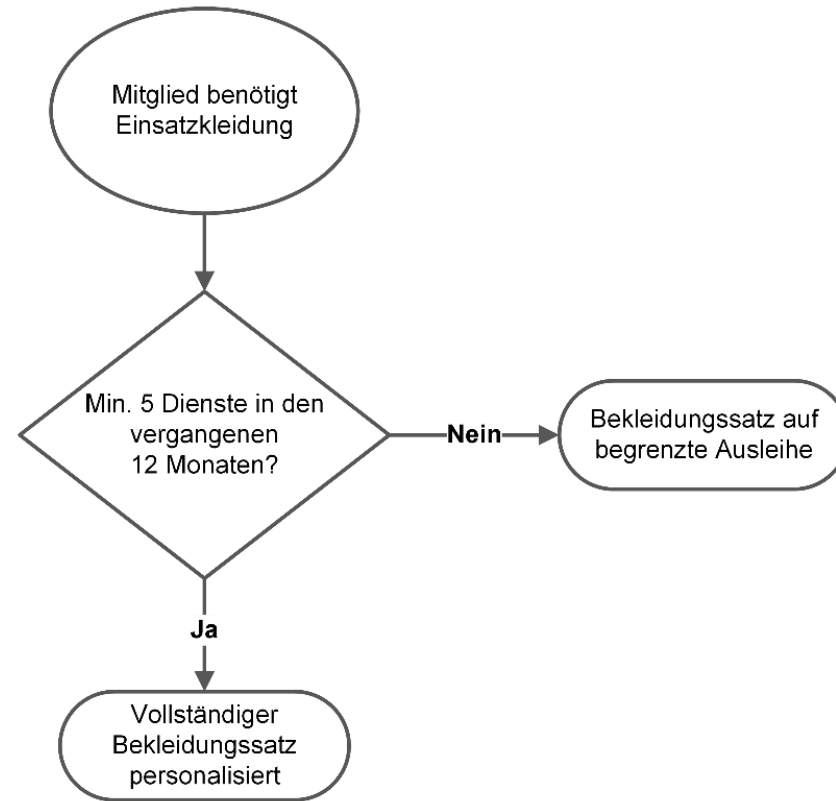 Mitglied benötigt
Einsatzkleidung
Min. 5 Dienste in den
vergangenen
12 Monaten?
Nein
Bekleidungssatz auf
begrenzte Ausleihe
Ja
Vollständiger
Bekleidungssatz
personalisiert